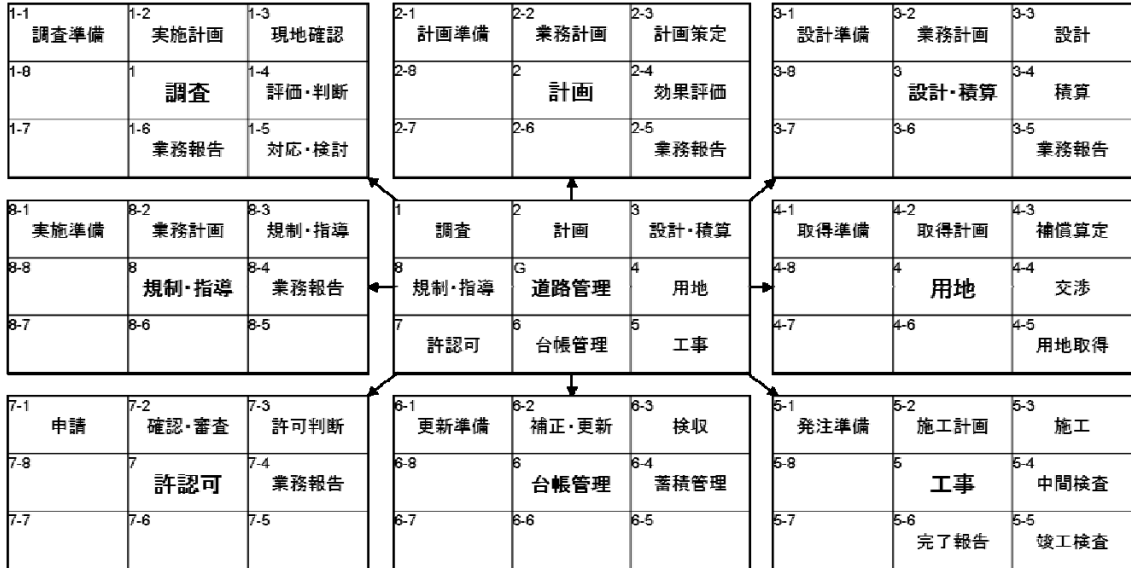 1-1 調査準備 1-2 実施計画 1-3 現地確認
1-8 1 調査 1-4 評価・判断
1-7 1-6 業務報告 1-5 対応・検討
2-1 計画準備 2-2 業務計画 2-3 計画策定
2-8 2 計画 2-4 効果評価
2-7 2-6 2-5 業務報告
3-1 設計準備 3-2 業務計画 3-3 設計
3-8 3 設計・積算 3-4 積算
3-7 3-6 3-5 業務報告
8-1 実施準備 8-2 業務計画 8-3 規制・指導
8-8 8 規制・指導 8-4 業務報告
8-7 8-6 8-5
1 調査 2 計画 3 設計・積算
8 規制・指導 G 道路管理 4 用地
7 許認可 6 台帳管理 5 工事
4-1 取得準備 4-2 取得計画 4-3 補償算定
4-8 4 用地 4-4 交渉
4-7 4-6 4-5 用地取得
7-1 申請 7-2 確認・審査 7-3 許可判断
7-8 7 許認可 7-4 業務報告
7-7 7-6 7-5
6-1 更新準備 6-2 補正・更新 6-3 検収
6-8 6 台帳管理 6-4 蓄積管理
6-7 6-6 6-5
5-1 発注準備 5-2 施工計画 5-3 施工
5-8 5 工事 5-4 中間検査
5-7 5-6 完了報告 5-5 竣工検査